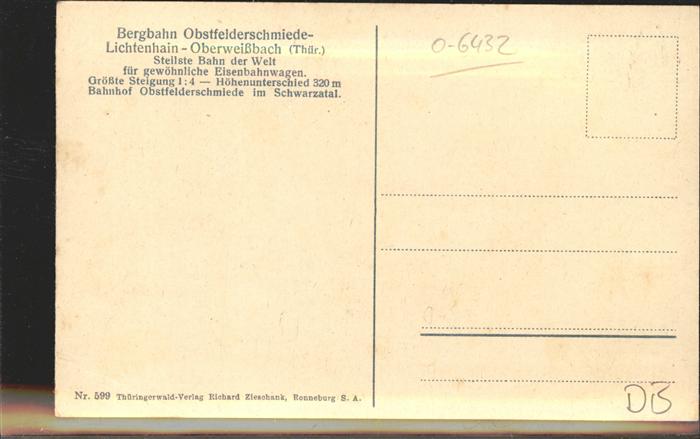 Bergbahn Obstfelderschmiede-
Lichtenhain - Oberweißbach (Thür.)
Steilste Bahn der Welt
für gewöhnliche Eisenbahnwagen.
Größte Steigung 1:4 — Höhenunterschied 320 m
Bahnhof Obstfelderschmiede im Schwarzatal.
0-6432
Nr. 599 Thüringerwald-Verlag Richard Zieschank, Ronneburg S. A.
DB